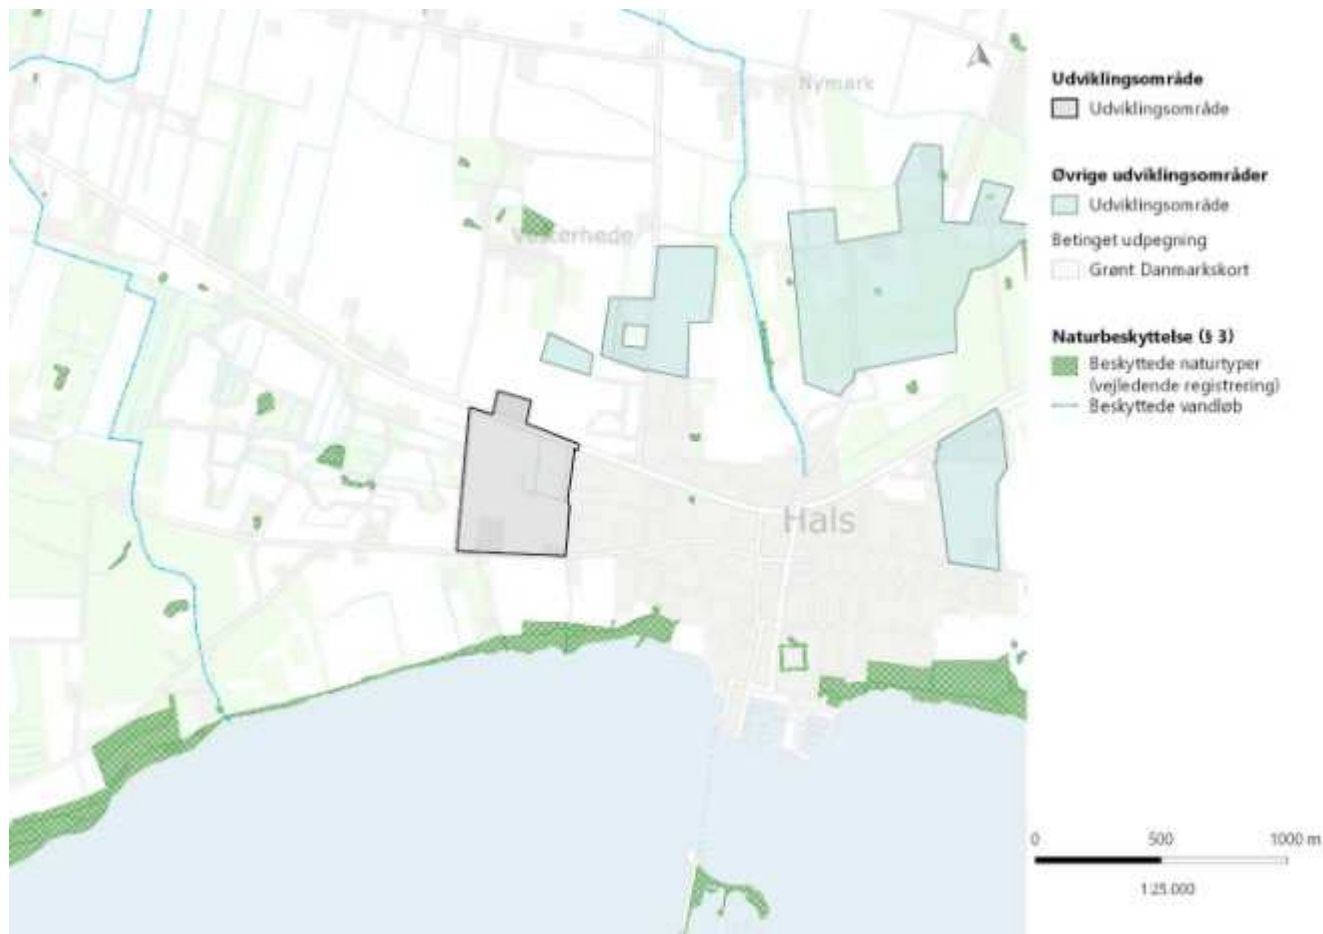 Nymark
Vesterhede
Hals
Udviklingsområde
Udviklingsområde
Øvrige udviklingsområder
Udviklingsområde
Betinget udpegning
Grønt Danmarkskort
Naturbeskyttelse (§ 3)
Beskyttede naturtyper
(vejledende registrering)
Beskyttede vandløb
0 500 1000 m
1:25.000